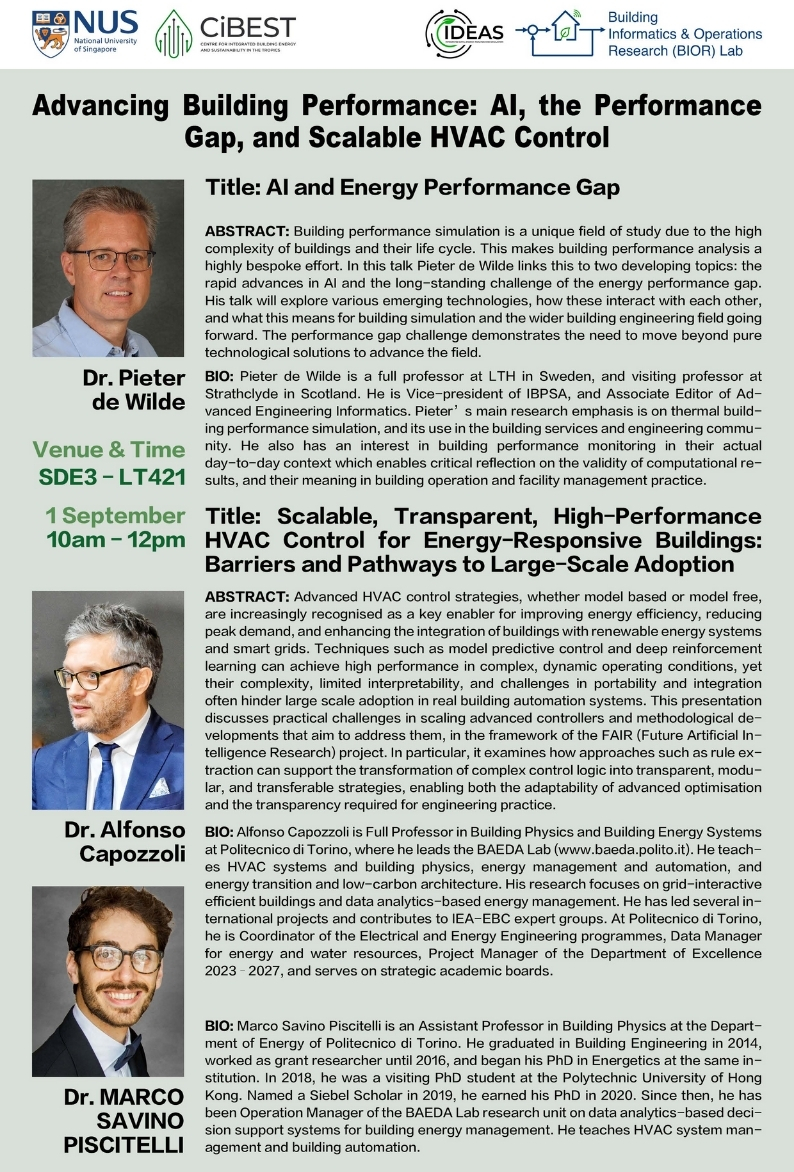 NUS
National University
of Singapore
CiBEST
CENTRE FOR INTEGRATED BUILDING ENERGY
AND SUSTAINABILITY IN THE TROPICS
IDEAS
Building
Informatics & Operations
Research (BIOR) Lab
Advancing Building Performance: AI, the Performance
Gap, and Scalable HVAC Control
Title: AI and Energy Performance Gap
ABSTRACT: Building performance simulation is a unique field of study due to the high
complexity of buildings and their life cycle. This makes building performance analysis a
highly bespoke effort. In this talk Pieter de Wilde links this to two developing topics: the
rapid advances in AI and the long-standing challenge of the energy performance gap.
His talk will explore various emerging technologies, how these interact with each other,
and what this means for building simulation and the wider building engineering field going
forward. The performance gap challenge demonstrates the need to move beyond pure
technological solutions to advance the field.
Dr. Pieter
de Wilde
BIO: Pieter de Wilde is a full professor at LTH in Sweden, and visiting professor at
Strathclyde in Scotland. He is Vice-president of IBPSA, and Associate Editor of Ad-
vanced Engineering Informatics. Pieter's main research emphasis is on thermal build-
ing performance simulation, and its use in the building services and engineering commu-
nity. He also has an interest in building performance monitoring in their actual
day-to-day context which enables critical reflection on the validity of computational re-
sults, and their meaning in building operation and facility management practice.
Venue & Time
SDE3 - LT421
1 September
10am - 12pm
Title: Scalable, Transparent, High-Performance
HVAC Control for Energy-Responsive Buildings:
Barriers and Pathways to Large-Scale Adoption
ABSTRACT: Advanced HVAC control strategies, whether model based or model free,
are increasingly recognised as a key enabler for improving energy efficiency, reducing
peak demand, and enhancing the integration of buildings with renewable energy systems
and smart grids. Techniques such as model predictive control and deep reinforcement
learning can achieve high performance in complex, dynamic operating conditions, yet
their complexity, limited interpretability, and challenges in portability and integration
often hinder large scale adoption in real building automation systems. This presentation
discusses practical challenges in scaling advanced controllers and methodological de-
velopments that aim to address them, in the framework of the FAIR (Future Artificial In-
telligence Research) project. In particular, it examines how approaches such as rule ex-
traction can support the transformation of complex control logic into transparent, modu-
lar, and transferable strategies, enabling both the adaptability of advanced optimisation
and the transparency required for engineering practice.
Dr. Alfonso
Capozzoli
BIO: Alfonso Capozzoli is Full Professor in Building Physics and Building Energy Systems
at Politecnico di Torino, where he leads the BAEDA Lab (www.baeda.polito.it). He teach-
es HVAC systems and building physics, energy management and automation, and
energy transition and low-carbon architecture. His research focuses on grid-interactive
efficient buildings and data analytics-based energy management. He has led several in-
ternational projects and contributes to IEA-EBC expert groups. At Politecnico di Torino,
he is Coordinator of the Electrical and Energy Engineering programmes, Data Manager
for energy and water resources, Project Manager of the Department of Excellence
2023–2027, and serves on strategic academic boards.
BIO: Marco Savino Piscitelli is an Assistant Professor in Building Physics at the Depart-
ment of Energy of Politecnico di Torino. He graduated in Building Engineering in 2014,
worked as grant researcher until 2016, and began his PhD in Energetics at the same in-
stitution. In 2018, he was a visiting PhD student at the Polytechnic University of Hong
Kong. Named a Siebel Scholar in 2019, he earned his PhD in 2020. Since then, he has
been Operation Manager of the BAEDA Lab research unit on data analytics-based deci-
sion support systems for building energy management. He teaches HVAC system man-
agement and building automation.
Dr. MARCO
SAVINO
PISCITELLI